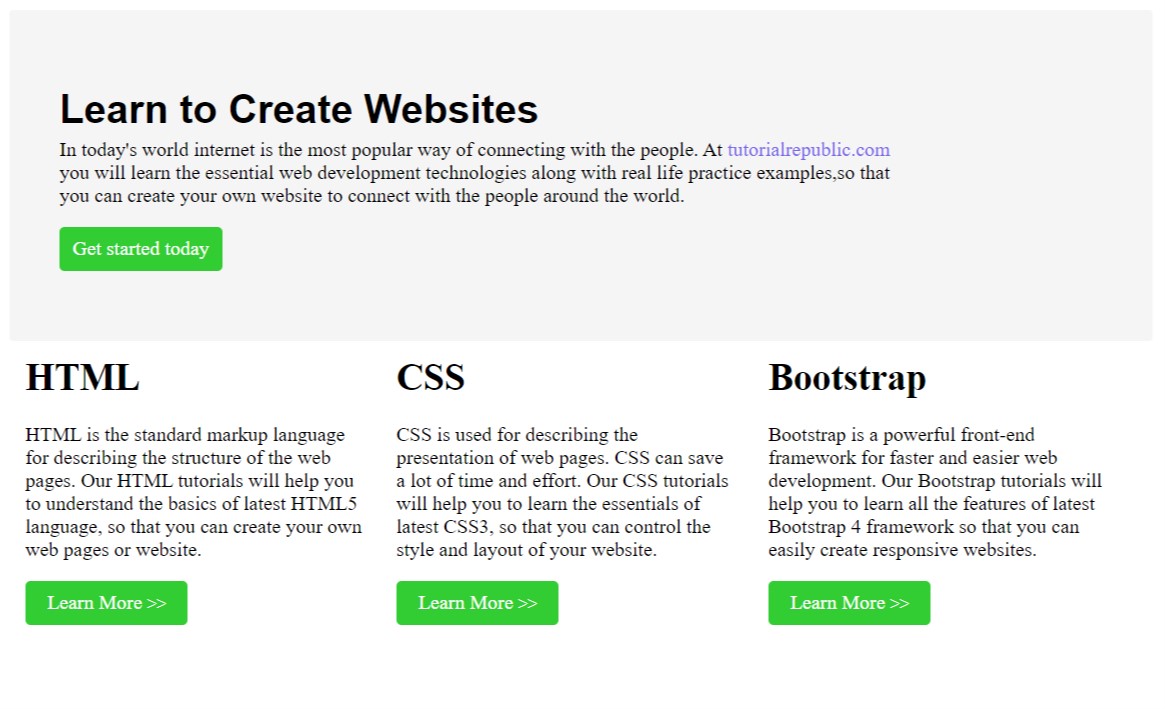 Learn to Create Websites
In today's world internet is the most popular way of connecting with the people. At tutorialrepublic.com
you will learn the essential web development technologies along with real life practice examples,so that
you can create your own website to connect with the people around the world.
Get started today
HTML
HTML is the standard markup language
for describing the structure of the web
pages. Our HTML tutorials will help you
to understand the basics of latest HTML5
language, so that you can create your own
web pages or website.
Learn More >>
CSS
CSS is used for describing the
presentation of web pages. CSS can save
a lot of time and effort. Our CSS tutorials
will help you to learn the essentials of
latest CSS3, so that you can control the
style and layout of your website.
Learn More >>
Bootstrap
Bootstrap is a powerful front-end
framework for faster and easier web
development. Our Bootstrap tutorials will
help you to learn all the features of latest
Bootstrap 4 framework so that you can
easily create responsive websites.
Learn More >>